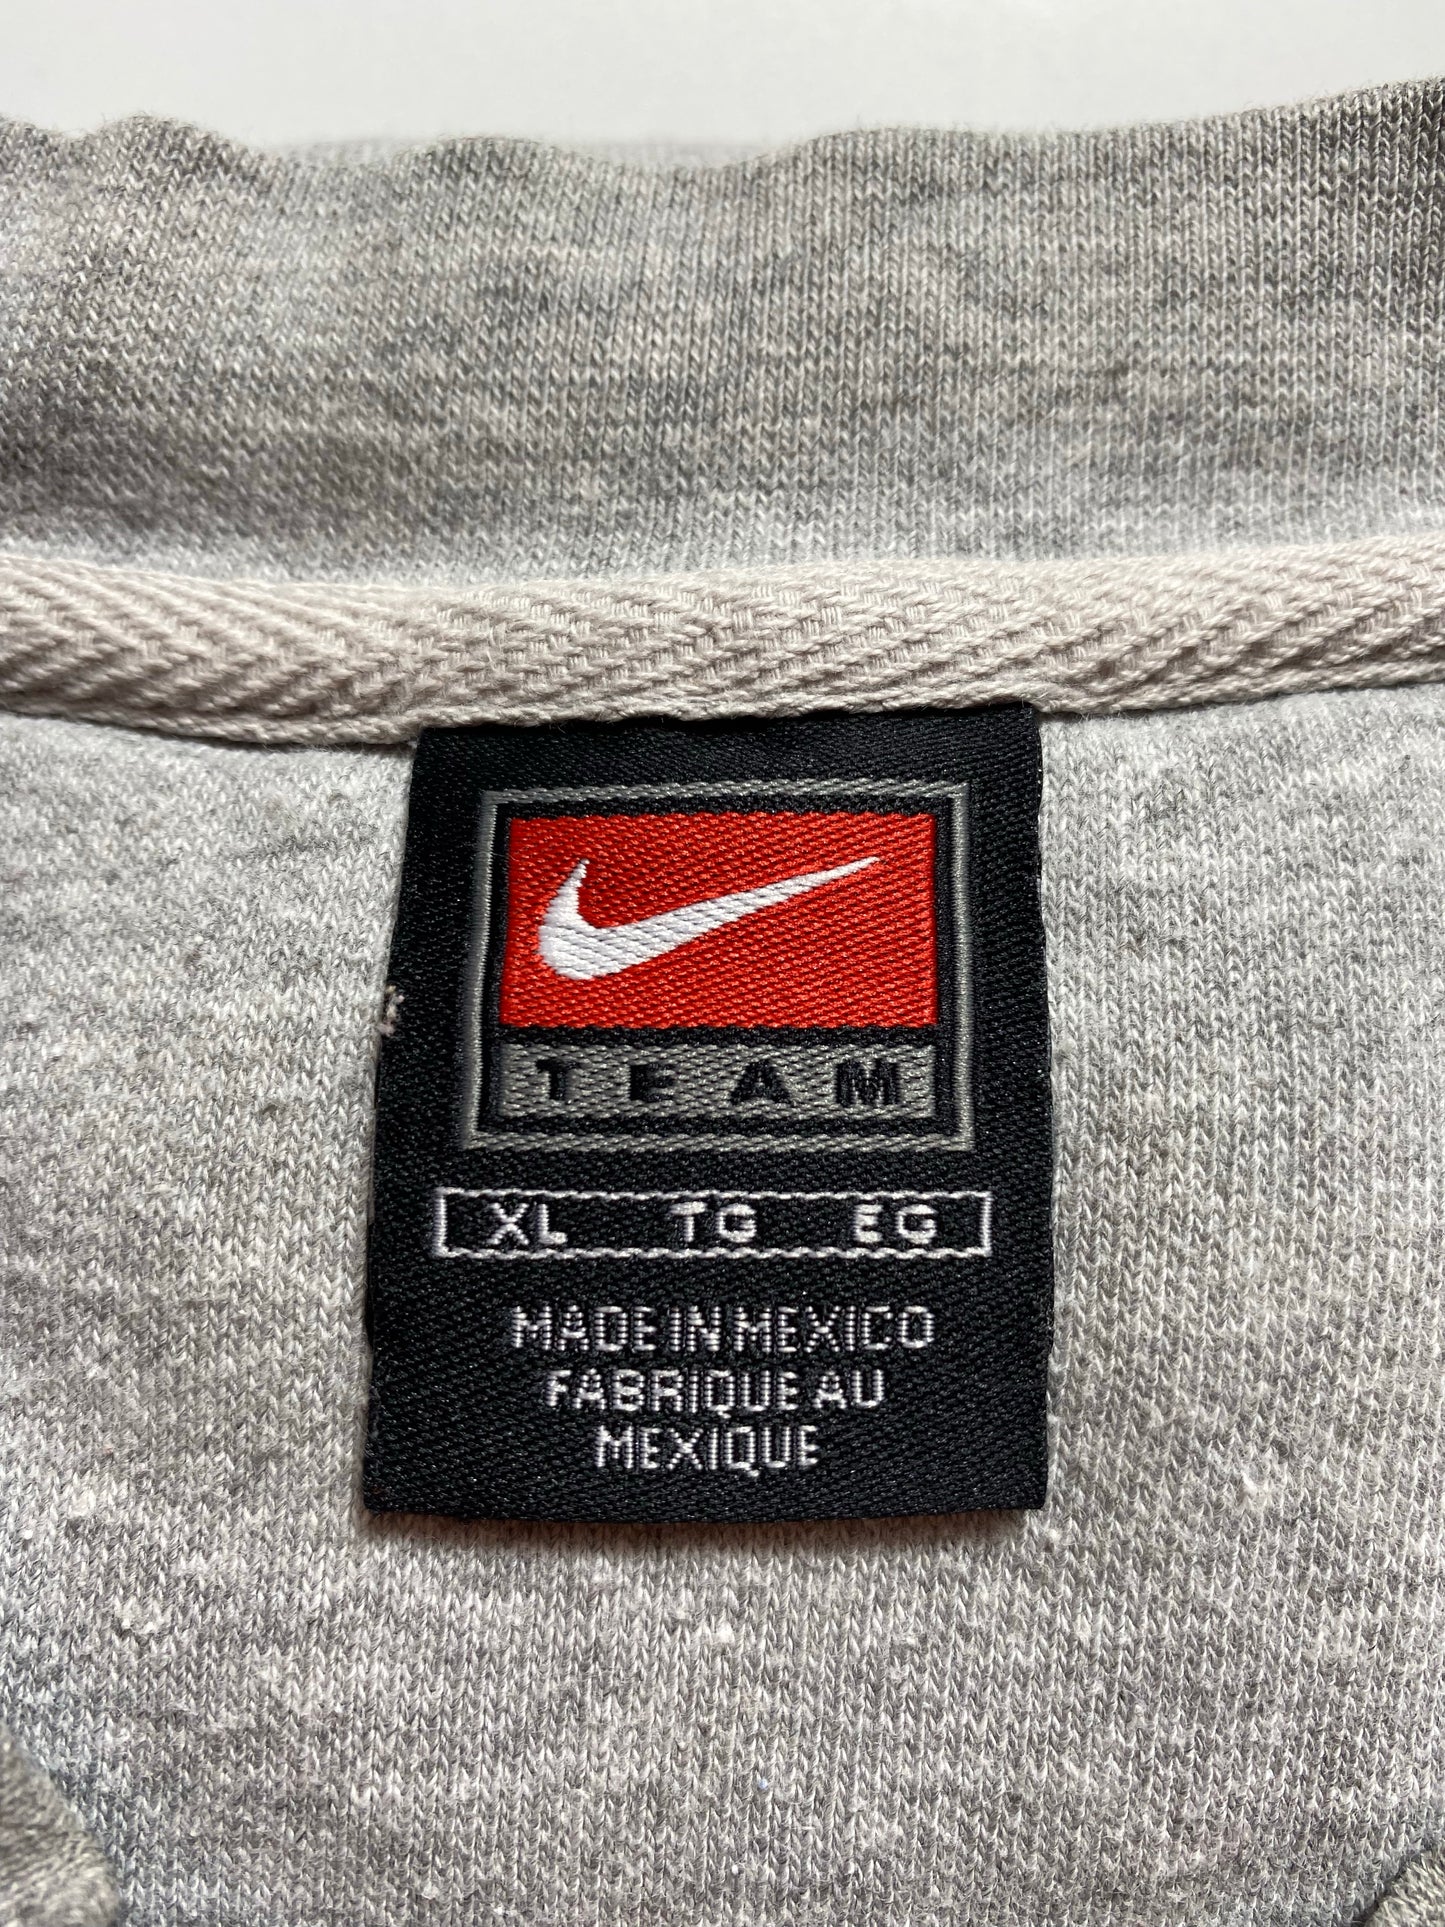 TEAM
XL TG EG
MADE IN MEXICO
FABRIQUE AU
MEXIQUE